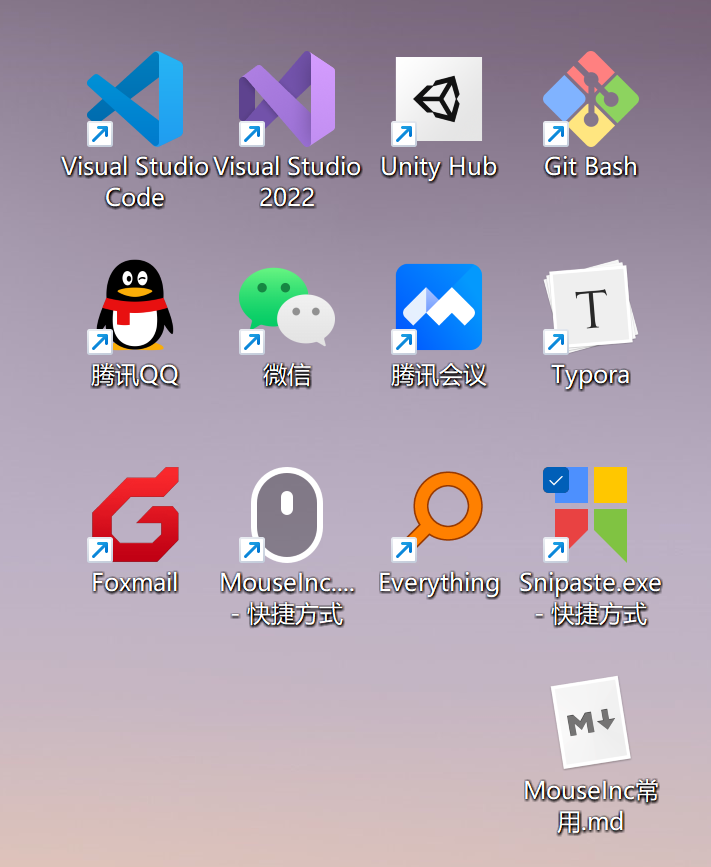 Visual Studio Code
Visual Studio 2022
Unity Hub
Git Bash
腾讯QQ
微信
腾讯会议
T
Typora
Foxmail
MouseInc....
- 快捷方式
Everything
Snipaste.exe
- 快捷方式
M
MouseInc常
用.md